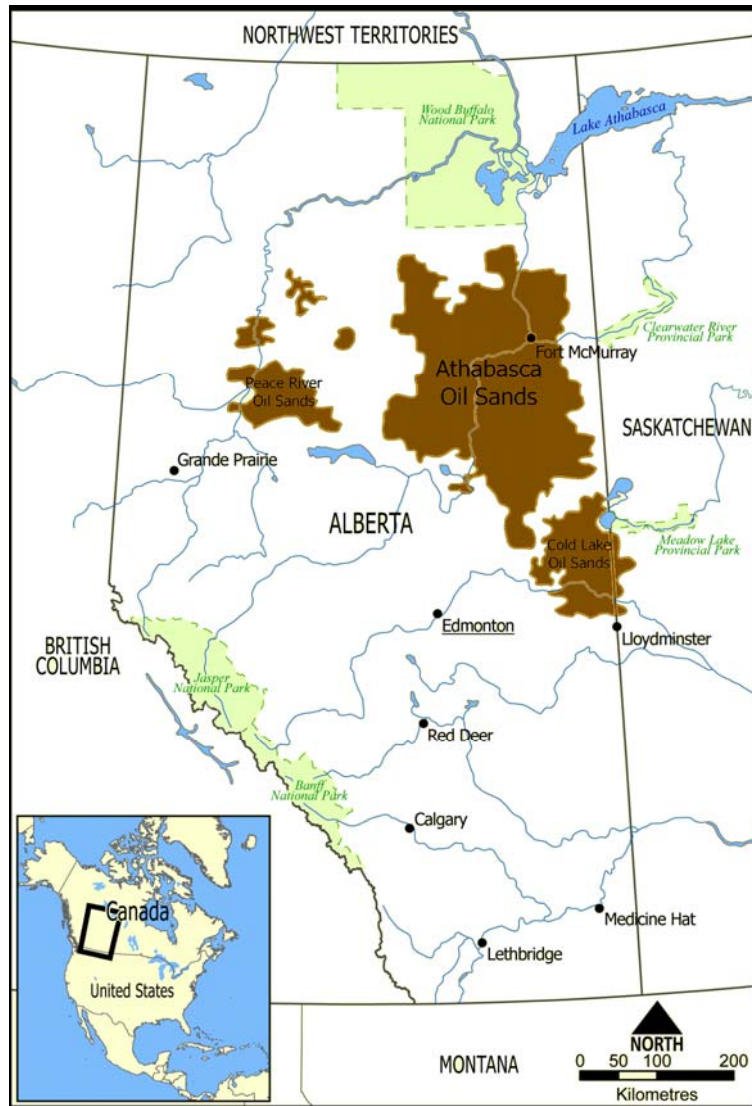 NORTHWEST TERRITORIES
Wood Buffalo
National Park
Lake Athabasca
Clearwater River
Provincial Park
Fort McMurray
Athabasca
Oil Sands
Peace River
Oil Sands
SASKATCHEWAN
Grande Prairie
ALBERTA
Cold Lake
Oil Sands
Meadow Lake
Provincial Park
Edmonton
Lloydminster
BRITISH
COLUMBIA
Jasper
National Park
Red Deer
Banff
National Park
Calgary
Medicine Hat
Lethbridge
Canada
United States
MONTANA
NORTH
0 50 100 200
Kilometres